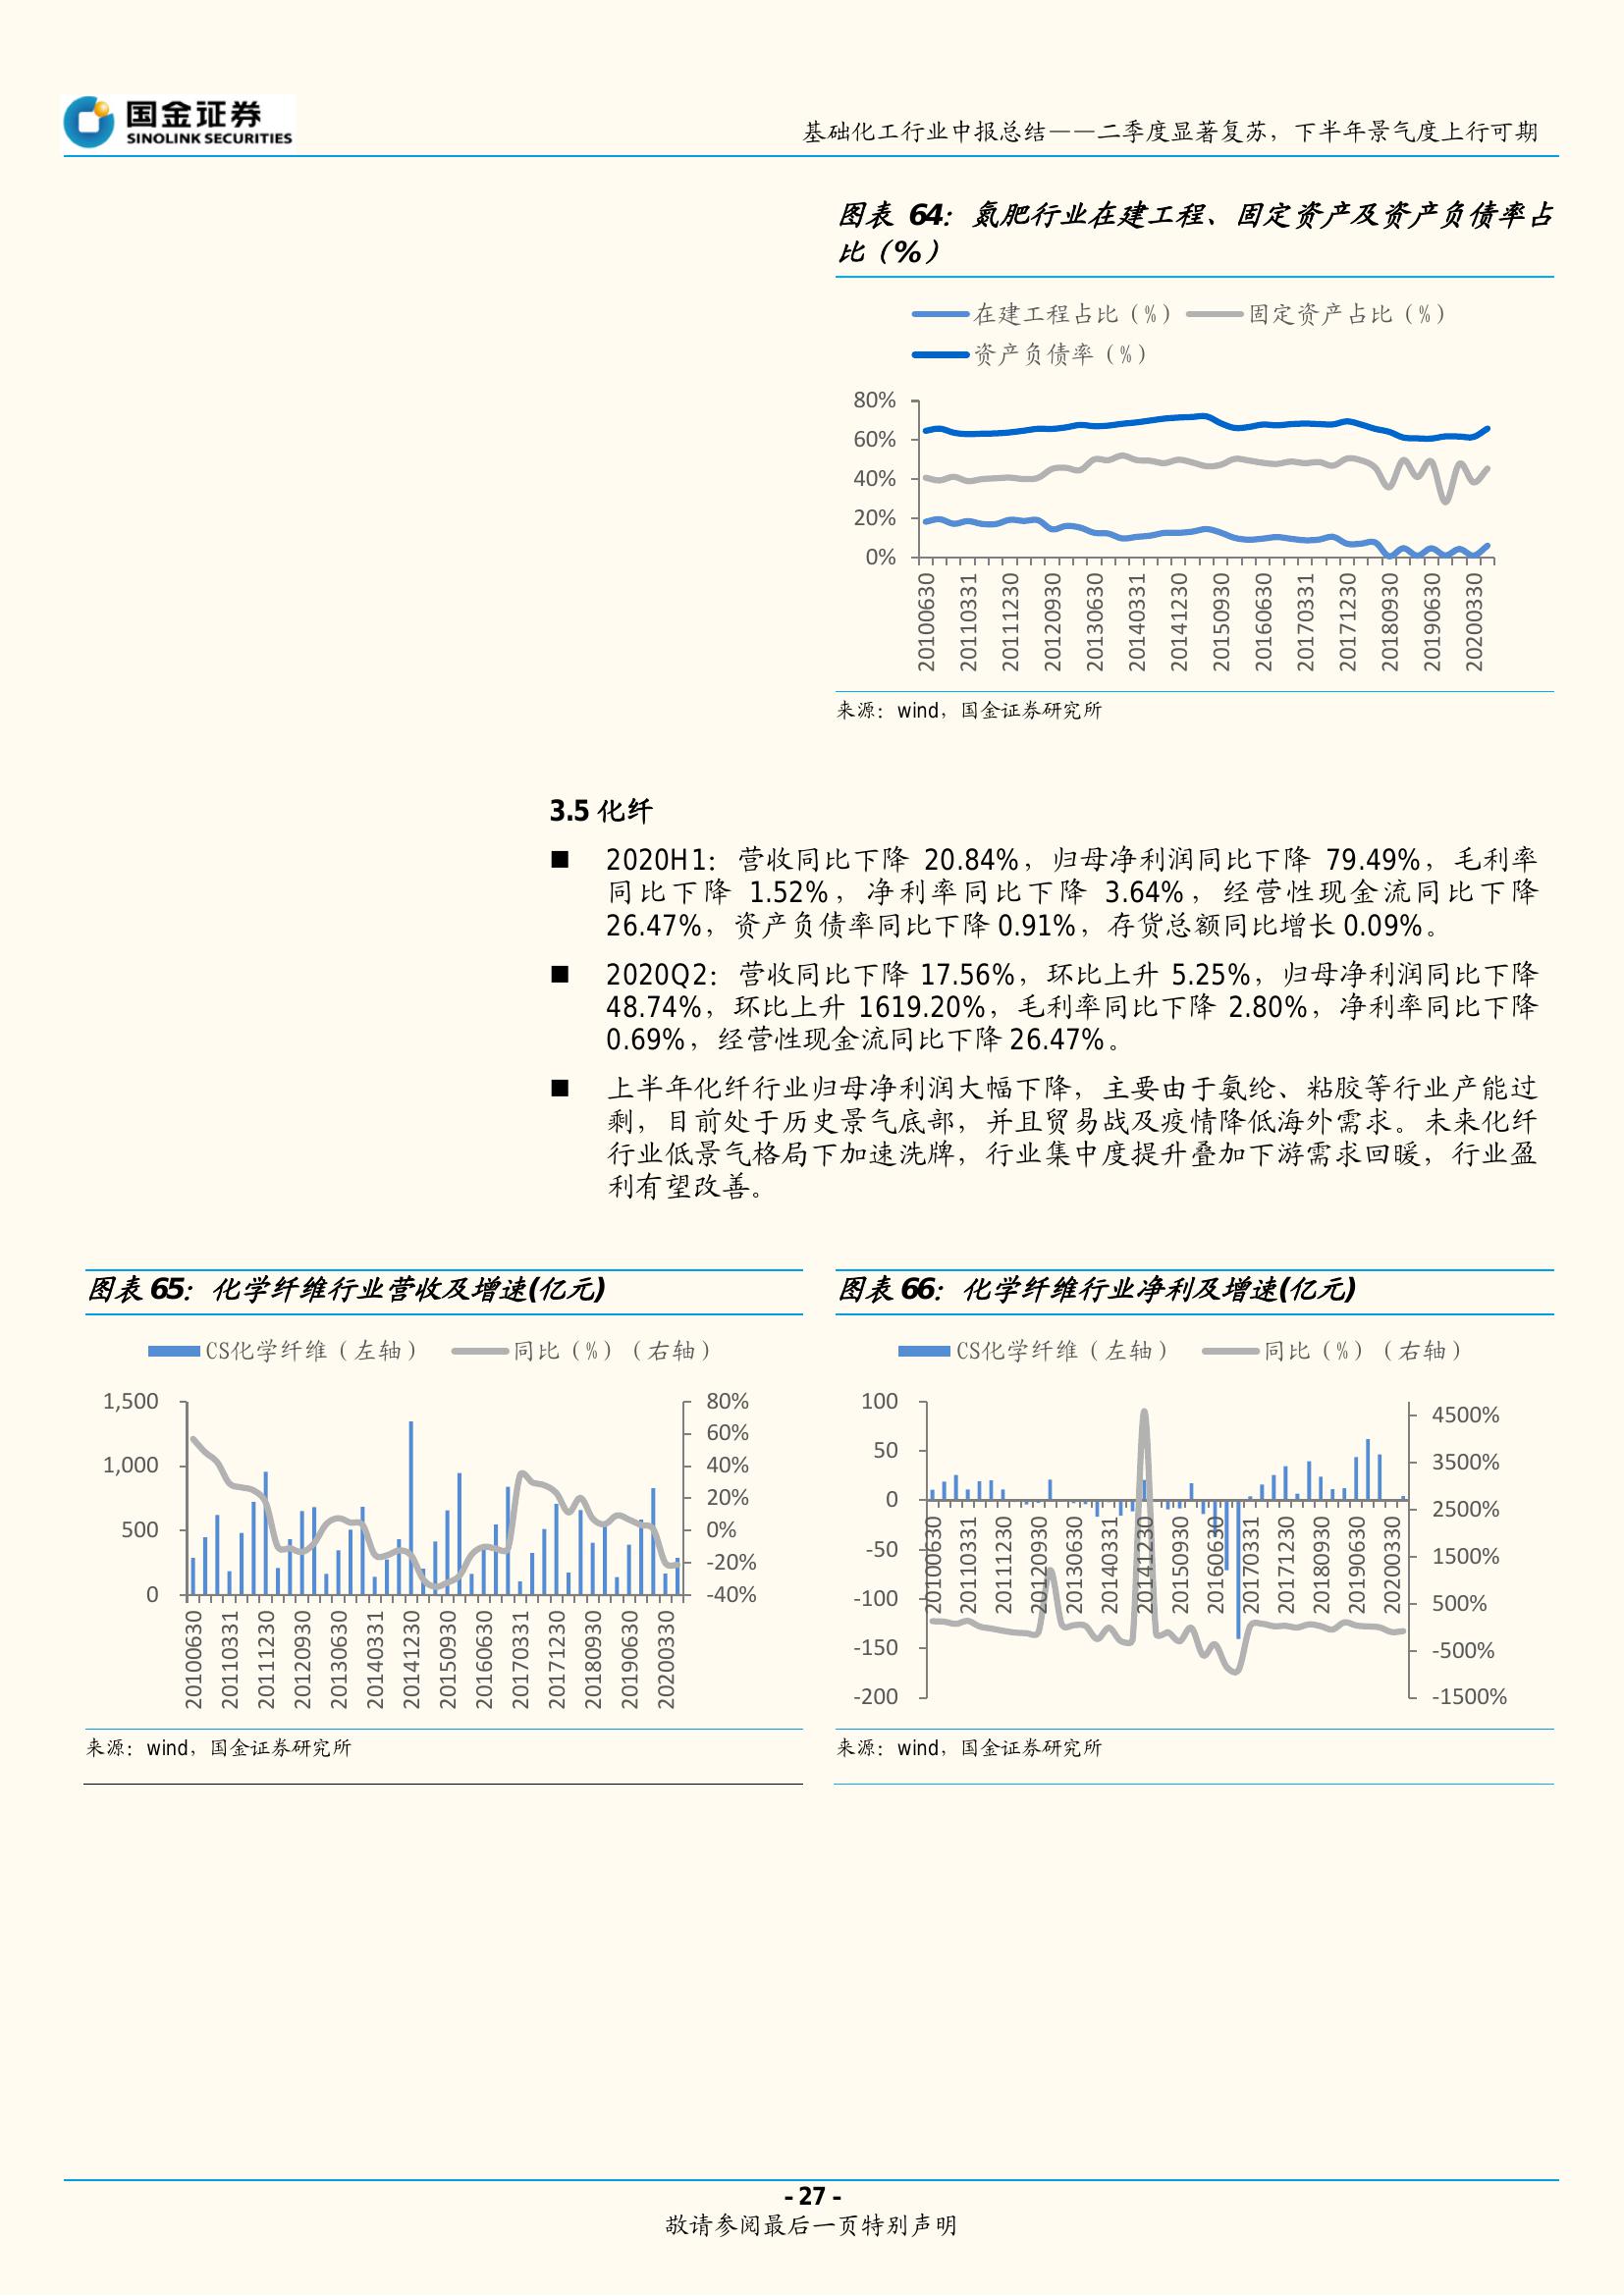 国金证券
SINOLINK SECURITIES
基础化工行业中报总结——二季度显著复苏，下半年景气度上行可期
图表 64：氮肥行业在建工程、固定资产及资产负债率占
比（%）
在建工程占比（%） 固定资产占比（%）
资产负债率（%）
80%
60%
40%
20%
0%
20100630 20110331 20111230 20120930 20130630 20140331 20141230 20150930 20160630 20170331 20171230 20180930 20190630 20200330
来源：wind，国金证券研究所
3.5 化纤
■ 2020H1：营收同比下降 20.84%，归母净利润同比下降 79.49%，毛利率
同比下降 1.52%，净利率同比下降 3.64%，经营性现金流同比下降
26.47%，资产负债率同比下降 0.91%，存货总额同比增长 0.09%。
■ 2020Q2：营收同比下降 17.56%，环比上升 5.25%，归母净利润同比下降
48.74%，环比上升 1619.20%，毛利率同比下降 2.80%，净利率同比下降
0.69%，经营性现金流同比下降 26.47%。
■ 上半年化纤行业归母净利润大幅下降，主要由于氨纶、粘胶等行业产能过
剩，目前处于历史景气底部，并且贸易战及疫情降低海外需求。未来化纤
行业低景气格局下加速洗牌，行业集中度提升叠加下游需求回暖，行业盈
利有望改善。
图表 65：化学纤维行业营收及增速(亿元)
CS化学纤维（左轴） 同比（%）（右轴）
1,500
1,000
500
0
80%
60%
40%
20%
0%
-20%
-40%
20100630 20110331 20111230 20120930 20130630 20140331 20141230 20150930 20160630 20170331 20171230 20180930 20190630 20200330
来源：wind，国金证券研究所
图表 66：化学纤维行业净利及增速(亿元)
CS化学纤维（左轴） 同比（%）（右轴）
100
50
0
-50
-100
-150
-200
4500%
3500%
2500%
1500%
500%
-500%
-1500%
20100630 20110331 20111230 20120930 20130630 20140331 20141230 20150930 20160630 20170331 20171230 20180930 20190630 20200330
来源：wind，国金证券研究所
- 27 -
敬请参阅最后一页特别声明